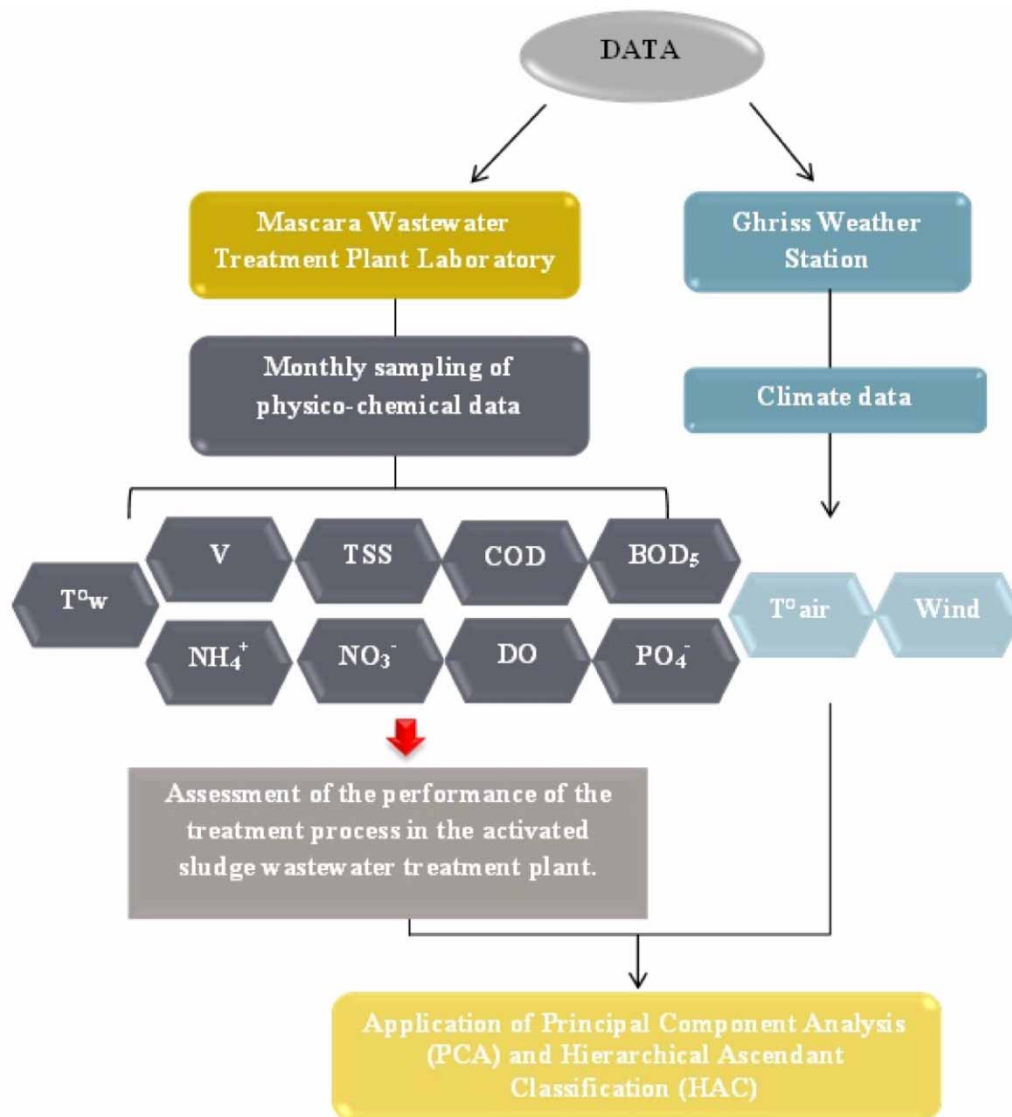 DATA
Mascara Wastewater
Treatment Plant Laboratory
Ghriss Weather
Station
Monthly sampling of
physico-chemical data
Climate data
T°w
V
TSS
COD
BOD₅
NH₄⁺
NO₃⁻
DO
PO₄⁻
T° air
Wind
Assessment of the performance of the
treatment process in the activated
sludge wastewater treatment plant.
Application of Principal Component Analysis
(PCA) and Hierarchical Ascendant
Classification (HAC)